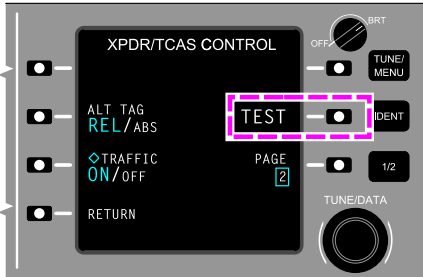 BRT
OFF
XPDR/TCAS CONTROL
TUNE/
MENU
ALT TAG
REL/ABS
TEST
IDENT
◇TRAFFIC
ON/OFF
PAGE
2
1/2
RETURN
TUNE/DATA